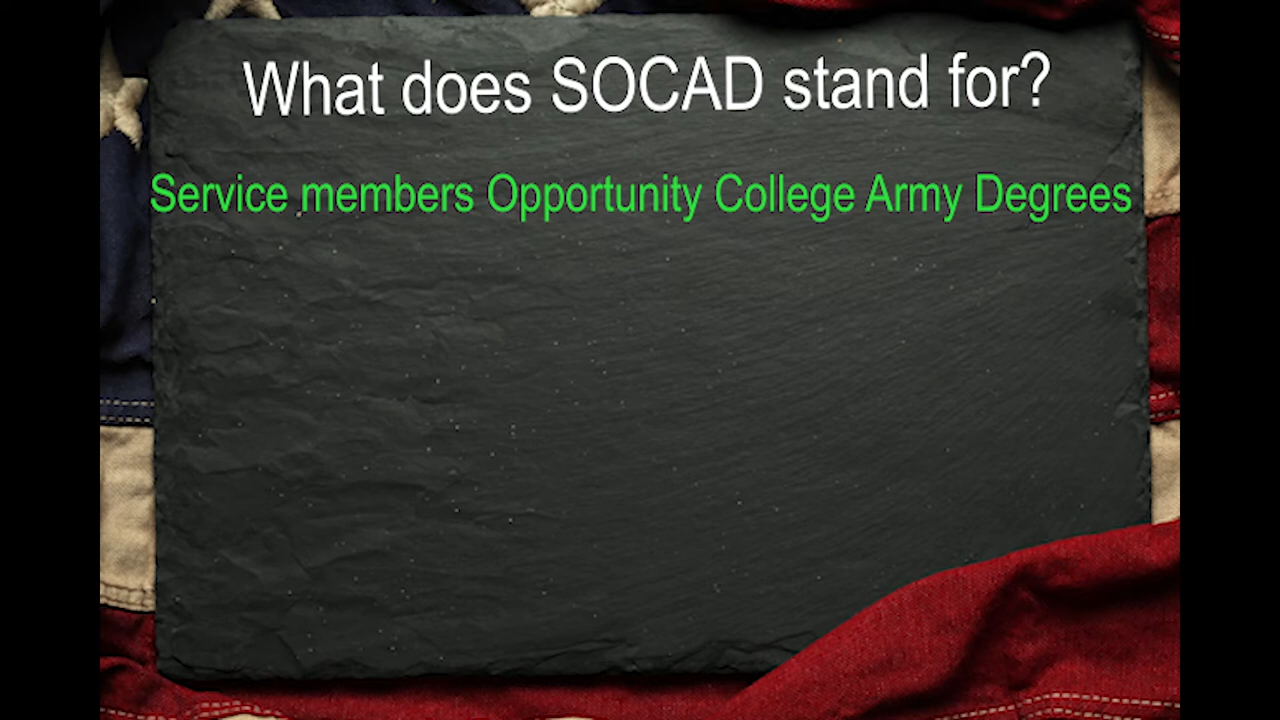 What does SOCAD stand for?
Service members Opportunity College Army Degrees